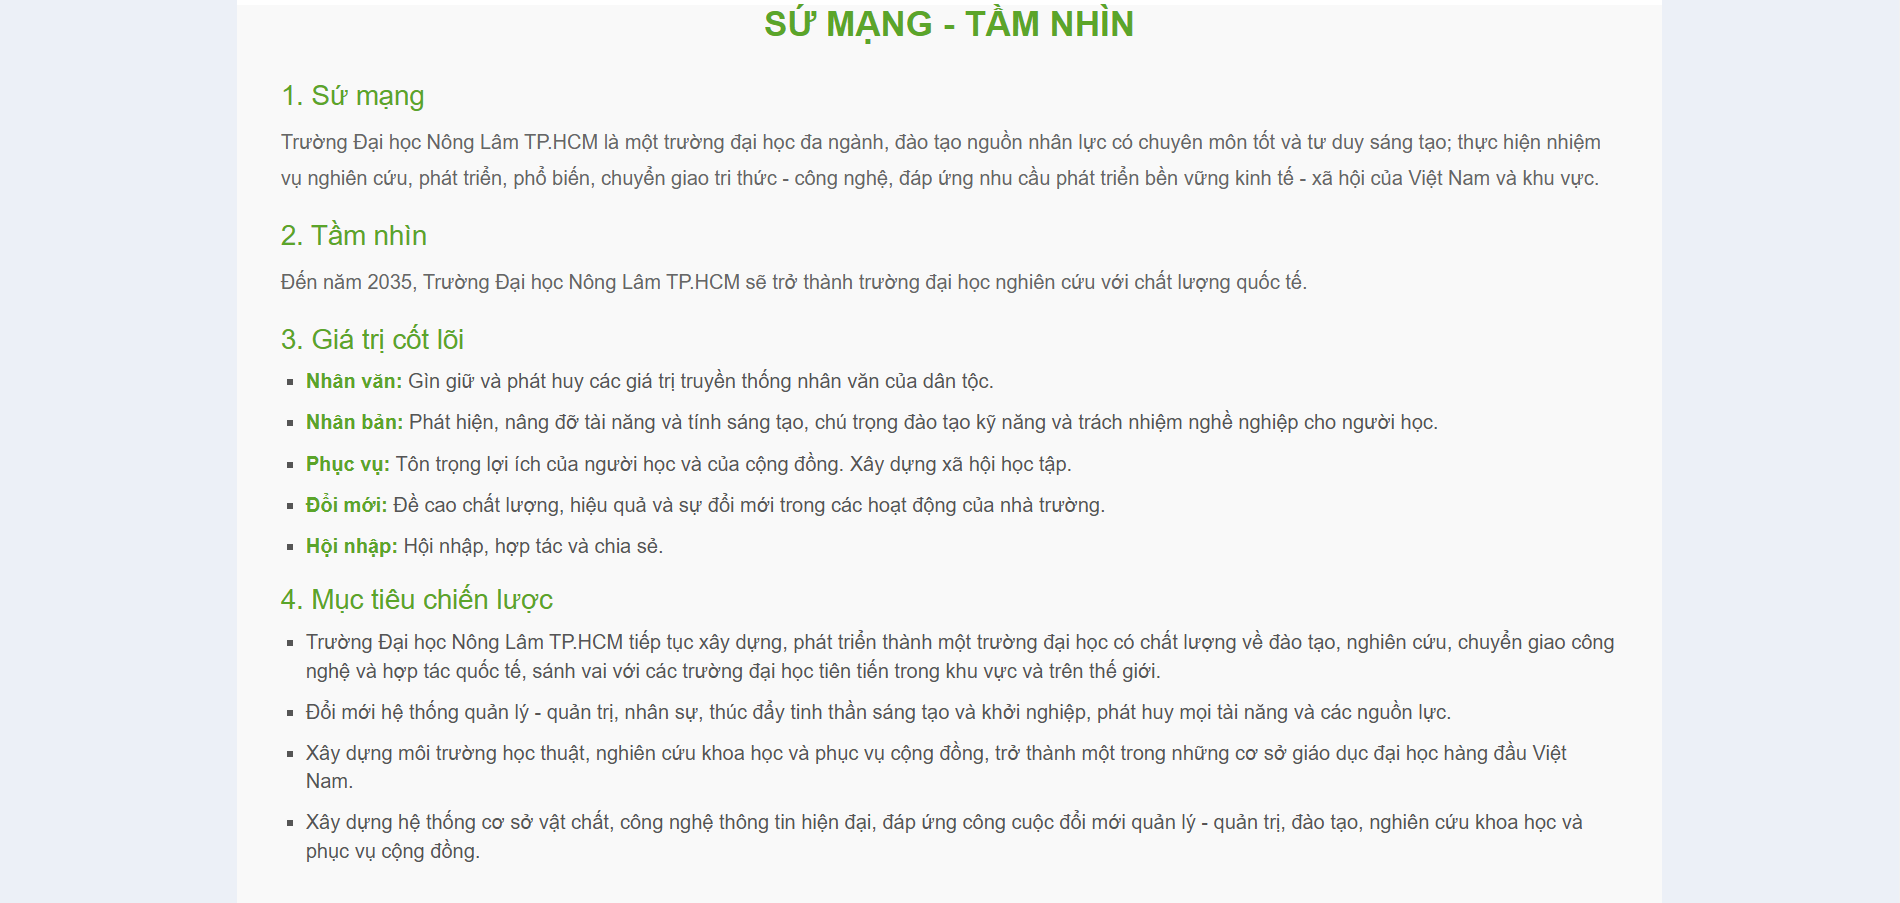 SỨ MẠNG - TẦM NHÌN
1. Sứ mạng
Trường Đại học Nông Lâm TP.HCM là một trường đại học đa ngành, đào tạo nguồn nhân lực có chuyên môn tốt và tư duy sáng tạo; thực hiện nhiệm
vụ nghiên cứu, phát triển, phổ biến, chuyển giao tri thức - công nghệ, đáp ứng nhu cầu phát triển bền vững kinh tế - xã hội của Việt Nam và khu vực.
2. Tầm nhìn
Đến năm 2035, Trường Đại học Nông Lâm TP.HCM sẽ trở thành trường đại học nghiên cứu với chất lượng quốc tế.
3. Giá trị cốt lõi
▪ Nhân văn: Gìn giữ và phát huy các giá trị truyền thống nhân văn của dân tộc.
▪ Nhân bản: Phát hiện, nâng đỡ tài năng và tính sáng tạo, chú trọng đào tạo kỹ năng và trách nhiệm nghề nghiệp cho người học.
▪ Phục vụ: Tôn trọng lợi ích của người học và của cộng đồng. Xây dựng xã hội học tập.
▪ Đổi mới: Đề cao chất lượng, hiệu quả và sự đổi mới trong các hoạt động của nhà trường.
▪ Hội nhập: Hội nhập, hợp tác và chia sẻ.
4. Mục tiêu chiến lược
▪ Trường Đại học Nông Lâm TP.HCM tiếp tục xây dựng, phát triển thành một trường đại học có chất lượng về đào tạo, nghiên cứu, chuyển giao công
nghệ và hợp tác quốc tế, sánh vai với các trường đại học tiên tiến trong khu vực và trên thế giới.
▪ Đổi mới hệ thống quản lý - quản trị, nhân sự, thúc đẩy tinh thần sáng tạo và khởi nghiệp, phát huy mọi tài năng và các nguồn lực.
▪ Xây dựng môi trường học thuật, nghiên cứu khoa học và phục vụ cộng đồng, trở thành một trong những cơ sở giáo dục đại học hàng đầu Việt
Nam.
▪ Xây dựng hệ thống cơ sở vật chất, công nghệ thông tin hiện đại, đáp ứng công cuộc đổi mới quản lý - quản trị, đào tạo, nghiên cứu khoa học và
phục vụ cộng đồng.